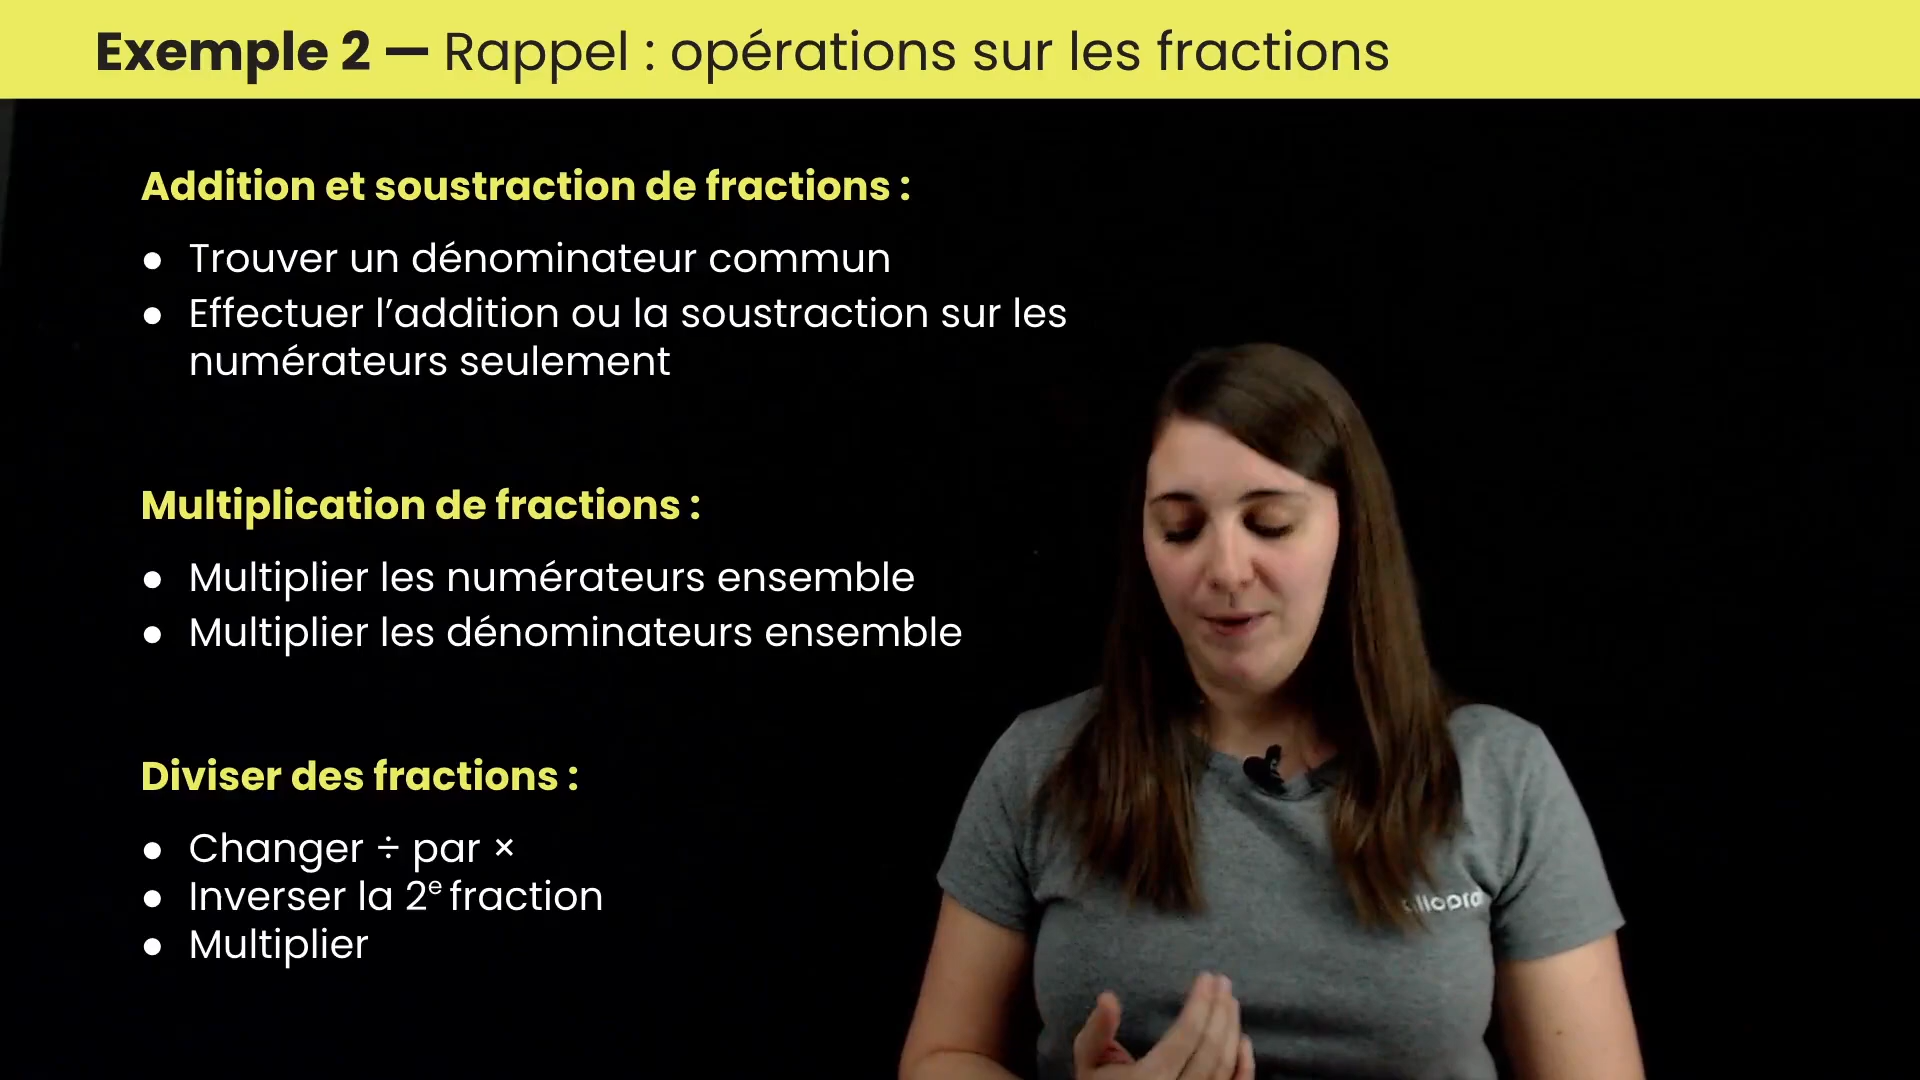 Exemple 2 — Rappel : opérations sur les fractions
Addition et soustraction de fractions :
● Trouver un dénominateur commun
● Effectuer l’addition ou la soustraction sur les
numérateurs seulement
Multiplication de fractions :
● Multiplier les numérateurs ensemble
● Multiplier les dénominateurs ensemble
Diviser des fractions :
● Changer ÷ par ×
● Inverser la 2e fraction
● Multiplier